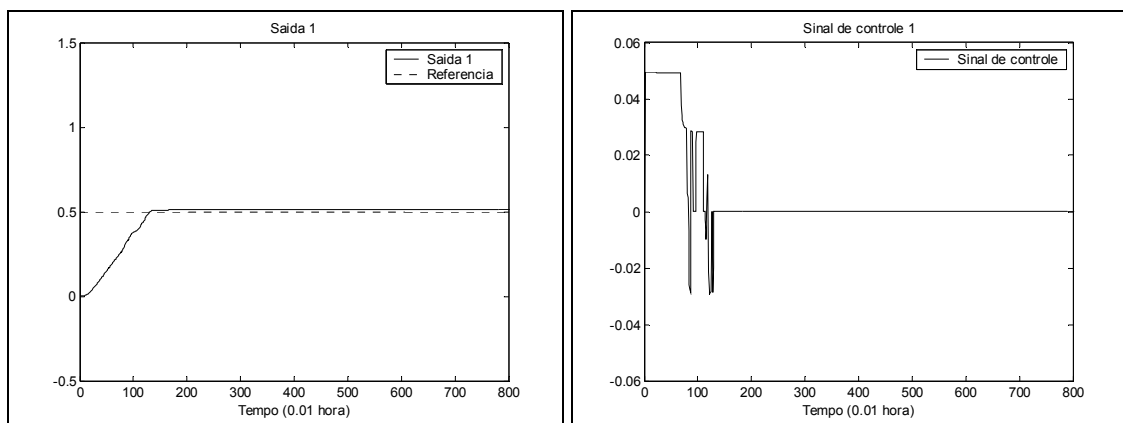 Saida 1
1.5
1
0.5
0
-0.5
Saida 1
Referencia
0 100 200 300 400 500 600 700 800
Tempo (0.01 hora)
Sinal de controle 1
0.06
0.04
0.02
0
-0.02
-0.04
-0.06
Sinal de controle
0 100 200 300 400 500 600 700 800
Tempo (0.01 hora)